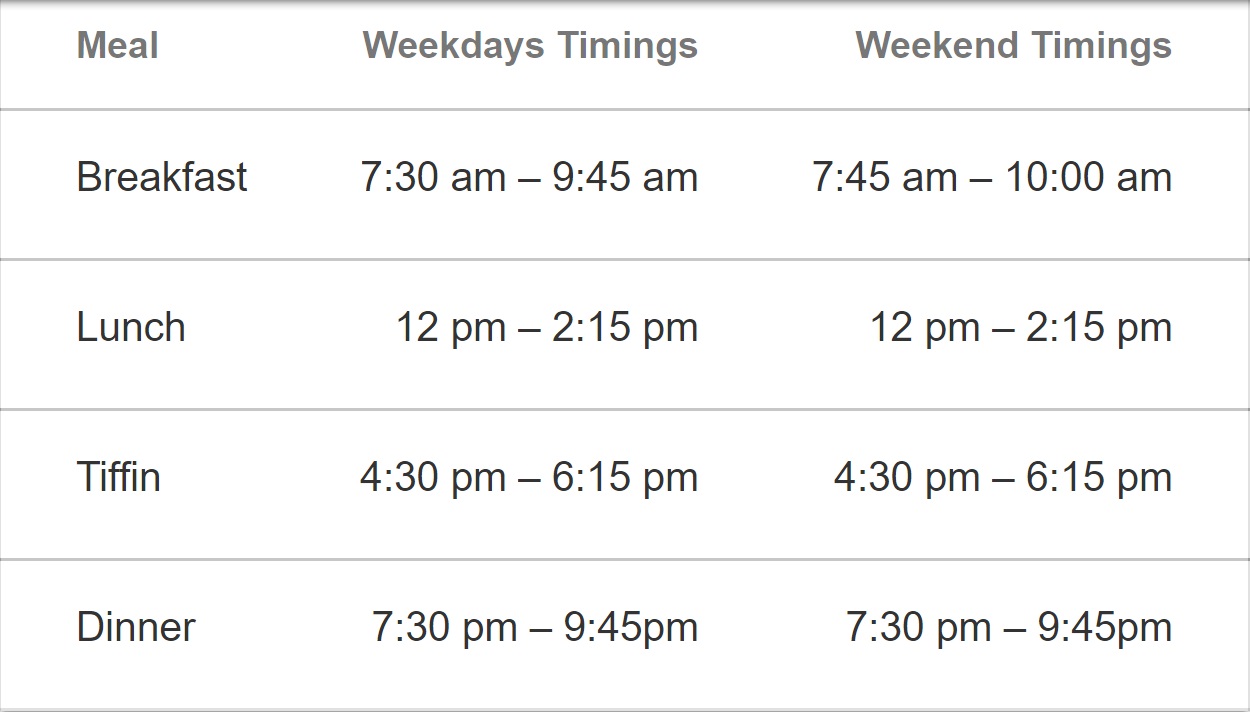 Meal Weekdays Timings Weekend Timings
Breakfast 7:30 am – 9:45 am 7:45 am – 10:00 am
Lunch 12 pm – 2:15 pm 12 pm – 2:15 pm
Tiffin 4:30 pm – 6:15 pm 4:30 pm – 6:15 pm
Dinner 7:30 pm – 9:45pm 7:30 pm – 9:45pm